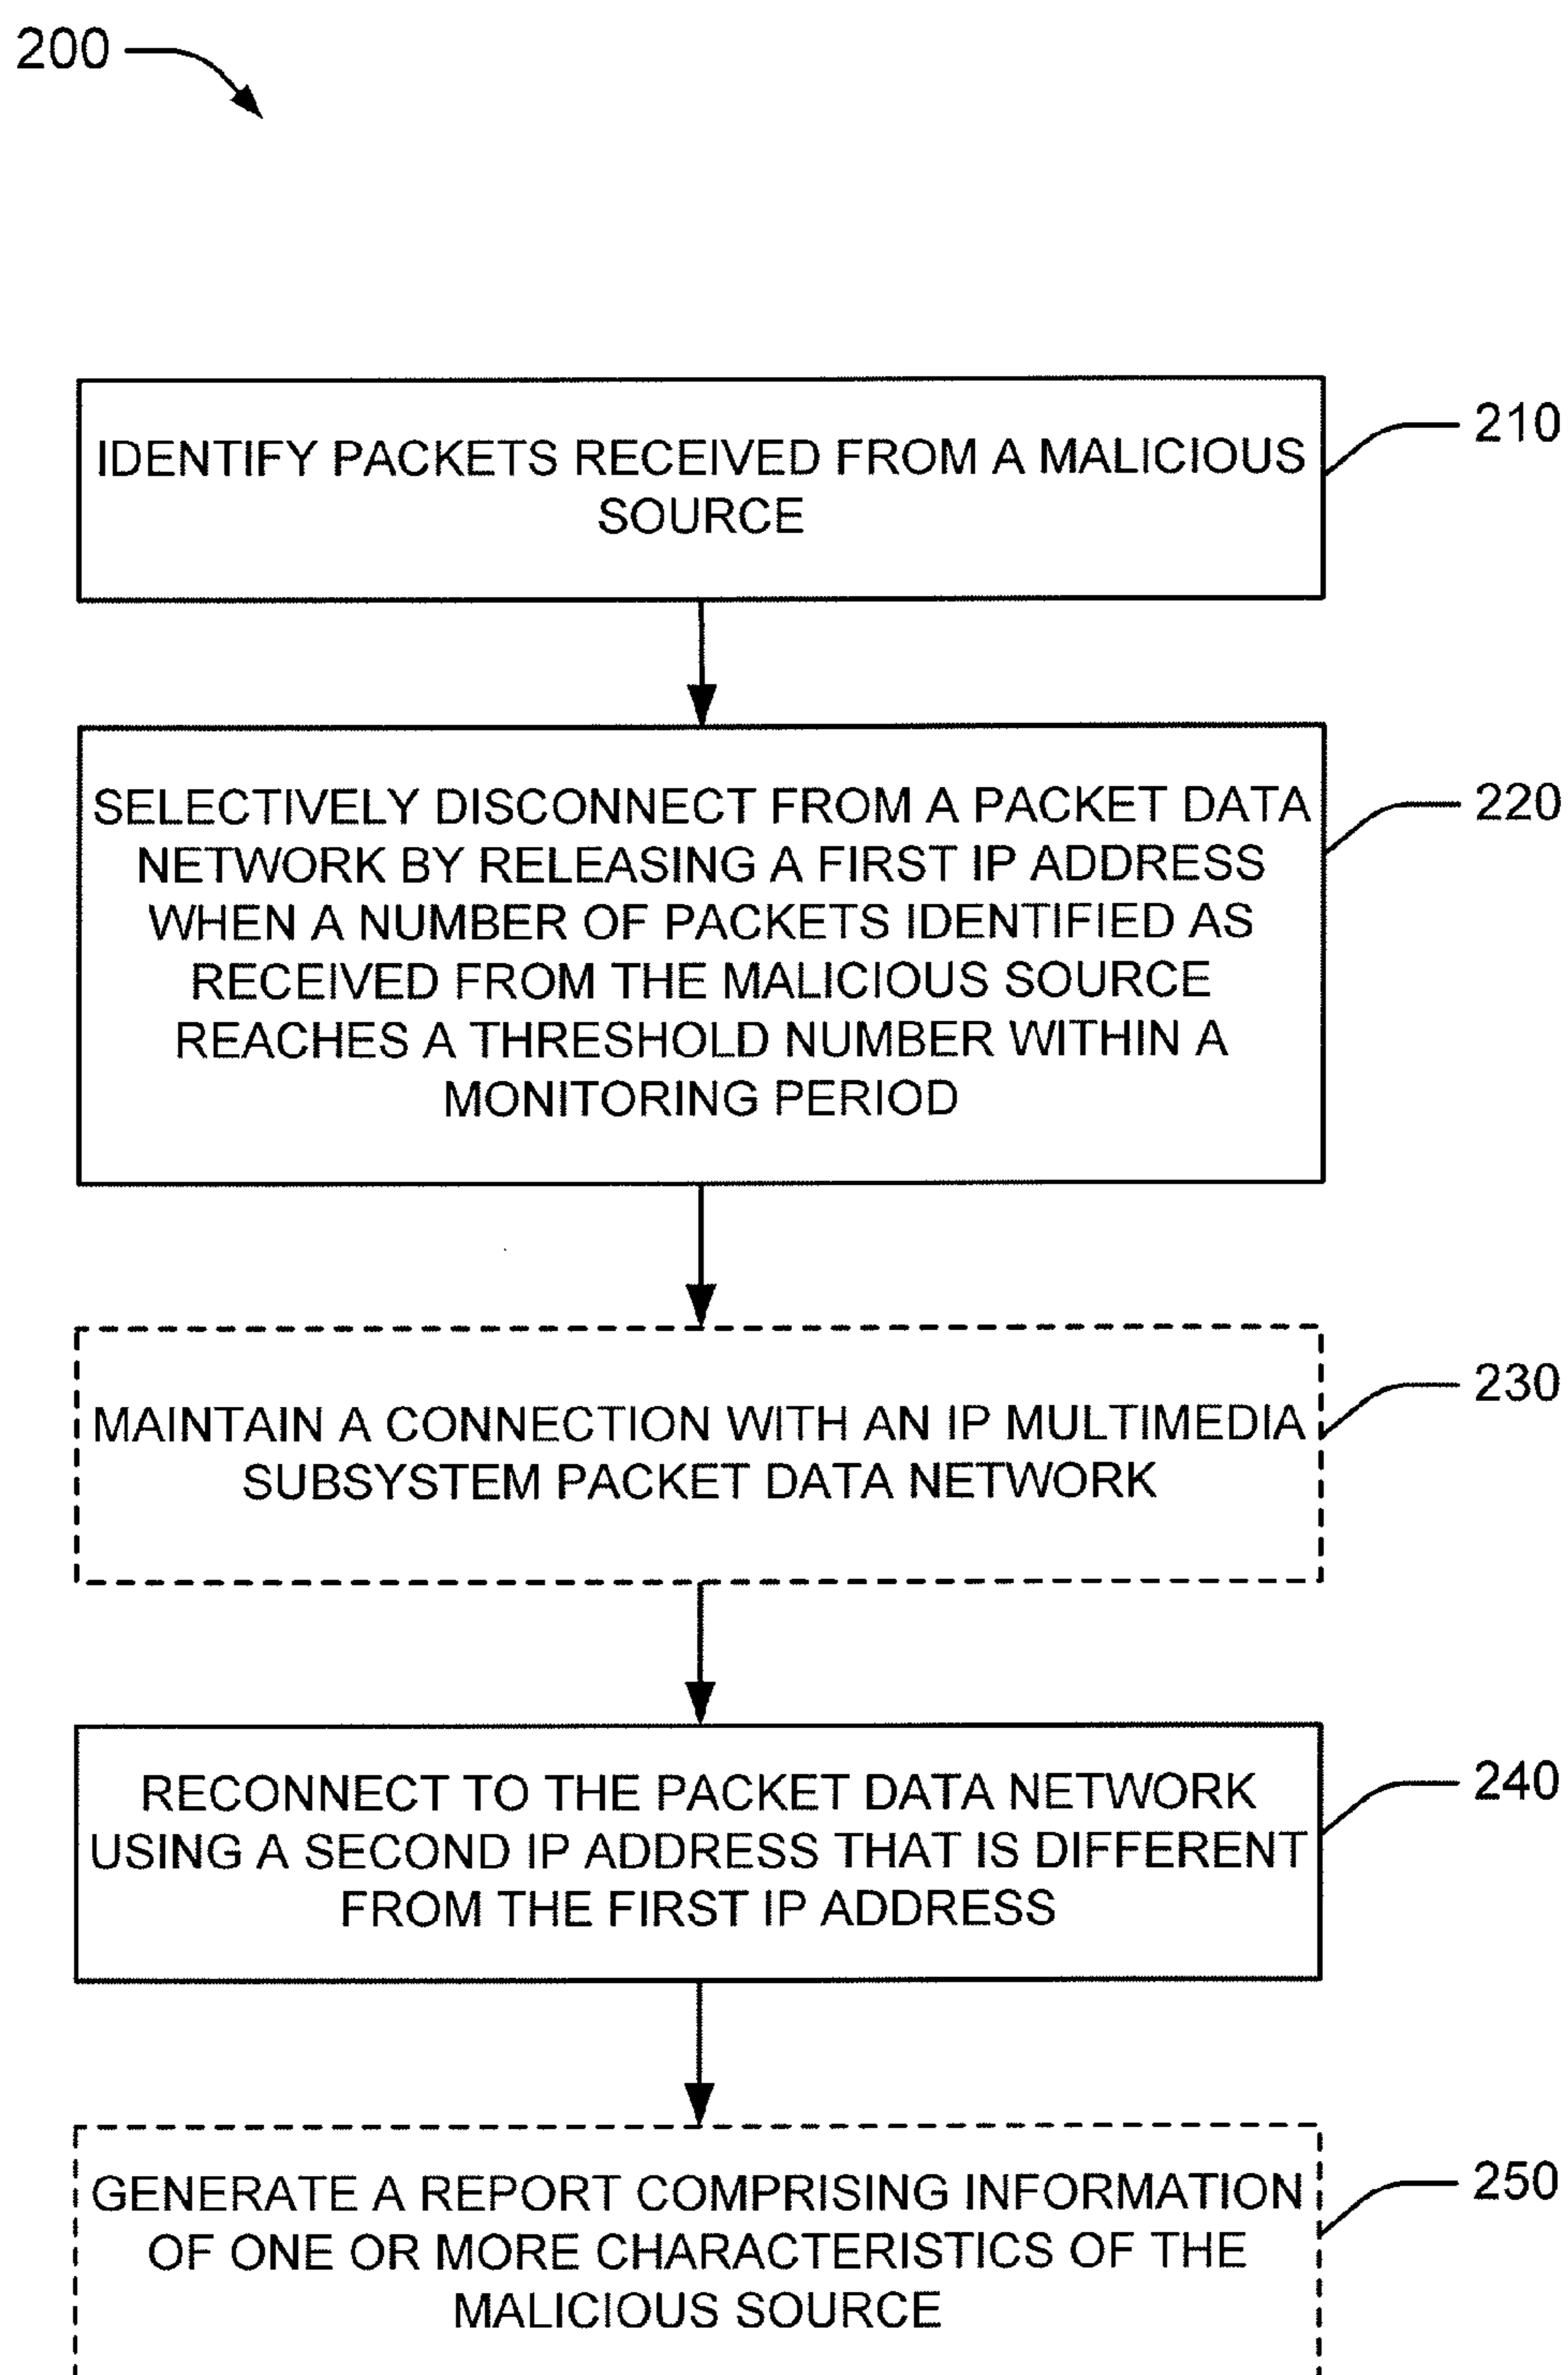 200
IDENTIFY PACKETS RECEIVED FROM A MALICIOUS
SOURCE
210
SELECTIVELY DISCONNECT FROM A PACKET DATA
NETWORK BY RELEASING A FIRST IP ADDRESS
WHEN A NUMBER OF PACKETS IDENTIFIED AS
RECEIVED FROM THE MALICIOUS SOURCE
REACHES A THRESHOLD NUMBER WITHIN A
MONITORING PERIOD
220
MAINTAIN A CONNECTION WITH AN IP MULTIMEDIA
SUBSYSTEM PACKET DATA NETWORK
230
RECONNECT TO THE PACKET DATA NETWORK
USING A SECOND IP ADDRESS THAT IS DIFFERENT
FROM THE FIRST IP ADDRESS
240
GENERATE A REPORT COMPRISING INFORMATION
OF ONE OR MORE CHARACTERISTICS OF THE
MALICIOUS SOURCE
250